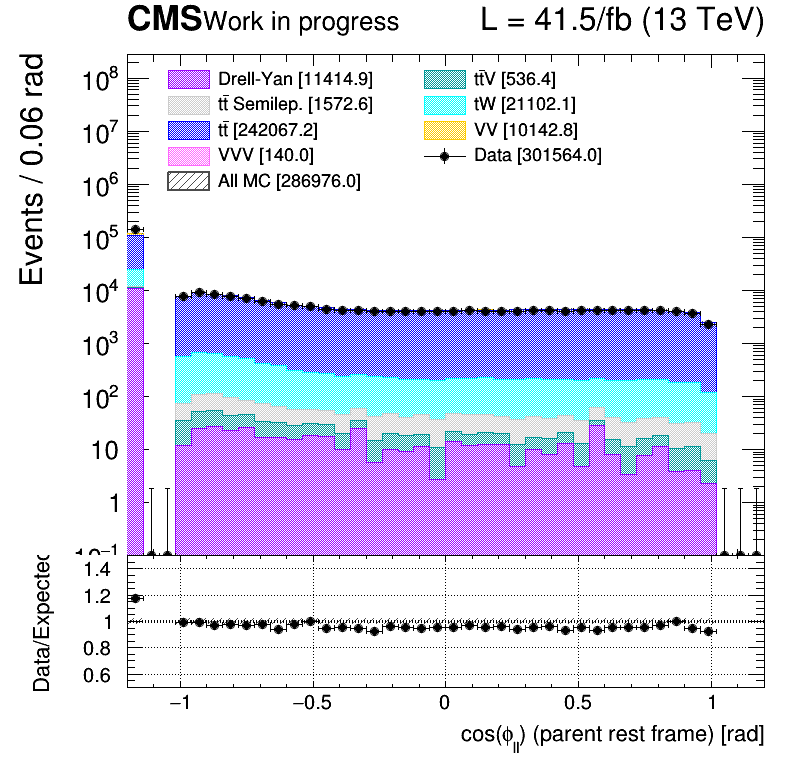 CMS Work in progress L = 41.5/fb (13 TeV)
Events / 0.06 rad
Drell-Yan [11414.9]
tt̄ Semilep. [1572.6]
tt̄ [242067.2]
VVV [140.0]
All MC [286976.0]
tt̄V [536.4]
tW [21102.1]
VV [10142.8]
Data [301564.0]
10⁸
10⁷
10⁶
10⁵
10⁴
10³
10²
10
1
10⁻¹
Data/Expected
1.4
1.2
1
0.8
0.6
−1 −0.5 0 0.5 1
cos(ϕ_ll) (parent rest frame) [rad]